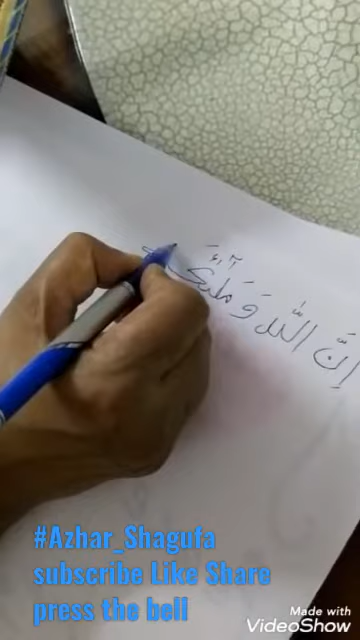 اِنَّ اللّٰہَ وَ
#Azhar_Shagufa
subscribe Like Share
press the bell
Made with
VideoShow